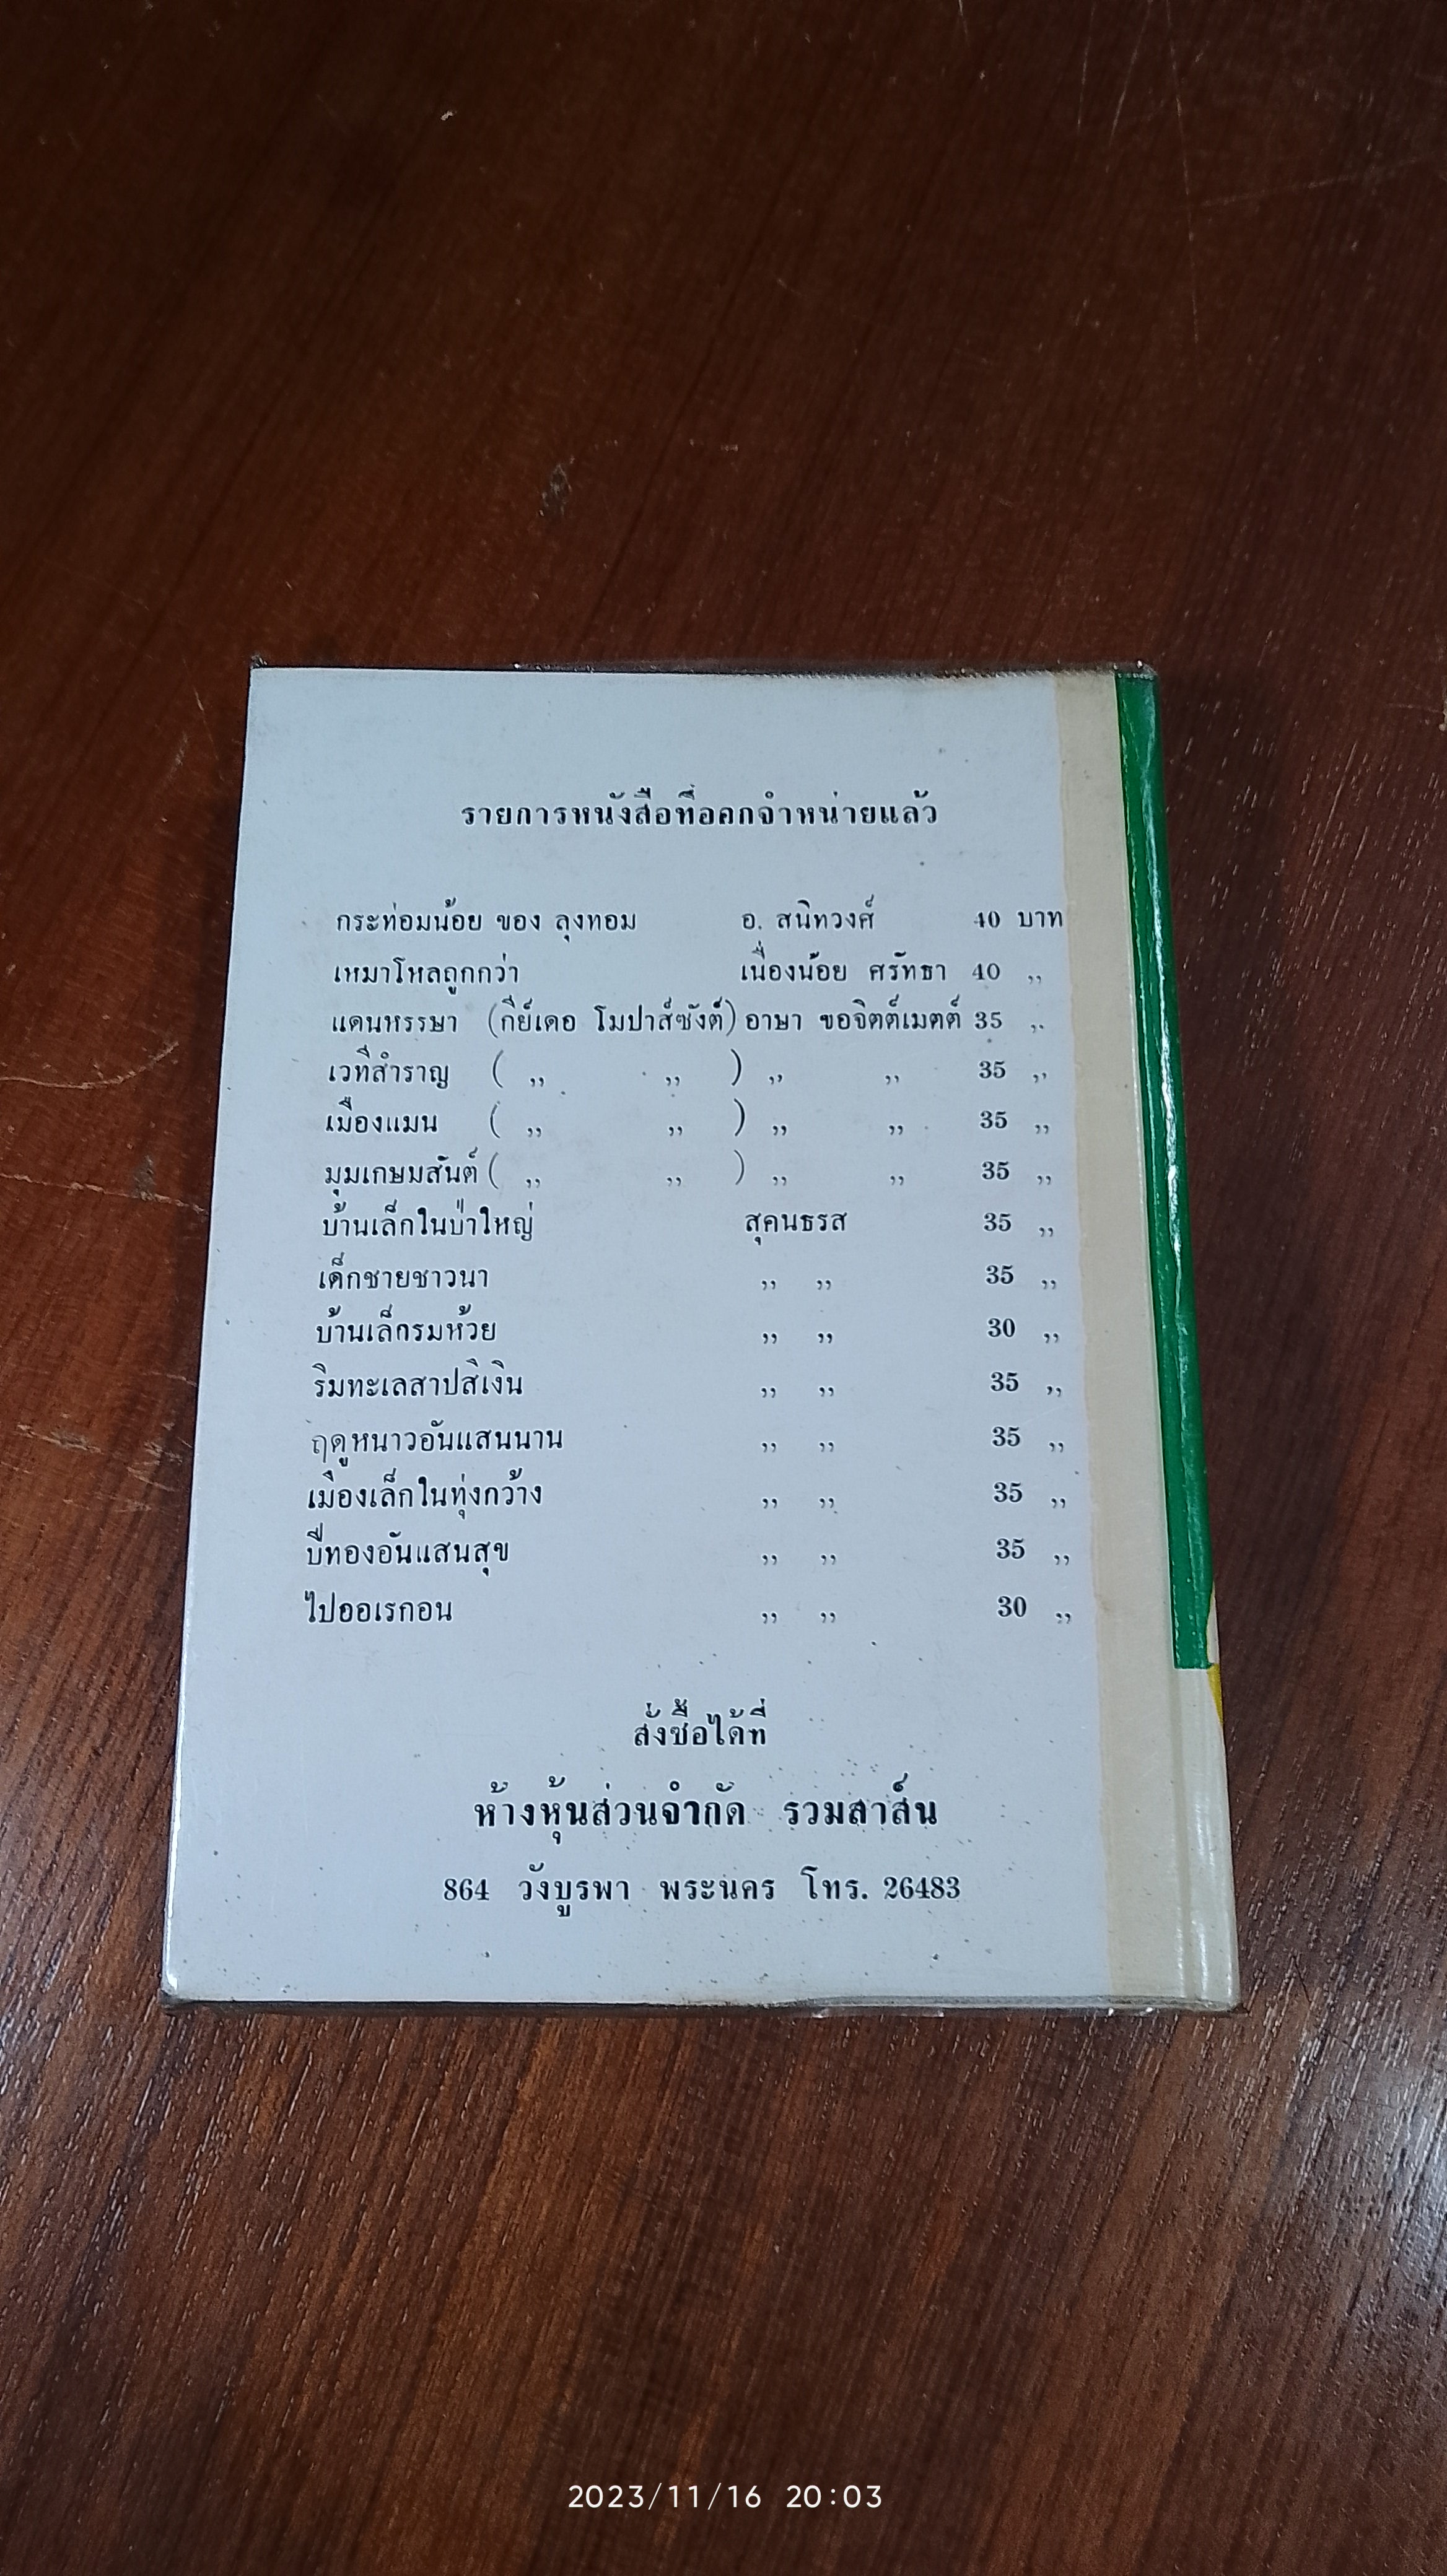 รายการหนังสือที่ออกจำหน่ายแล้ว
กระท่อมน้อย ของ ลุงทอม อ. สนิทวงศ์ 40 บาท
เหมาโหลถูกกว่า เนื่องน้อย ศรัทธา 40 ,,
แดนหรรษา (กีย์เดอ โมปาส์ซังต์) อาษา ขอจิตต์เมตต์ 35 ,,
เวทีสำราญ ( ,, ,, ) ,, ,, 35 ,,
เมืองแมน ( ,, ,, ) ,, ,, 35 ,,
มุมเกษมสันต์ ( ,, ,, ) ,, ,, 35 ,,
บ้านเล็กในป่าใหญ่ สุคนธรส 35 ,,
เด็กชายชาวนา ,, ,, 35 ,,
บ้านเล็กรมห้วย ,, ,, 30 ,,
ริมทะเลสาปสีเงิน ,, ,, 35 ,,
ฤดูหนาวอันแสนนาน ,, ,, 35 ,,
เมืองเล็กในทุ่งกว้าง ,, ,, 35 ,,
ปีทองอันแสนสุข ,, ,, 35 ,,
ไปออเรกอน ,, ,, 30 ,,
สั่งซื้อได้ที่
ห้างหุ้นส่วนจำกัด รวมสาส์น
864 วังบูรพา พระนคร โทร. 26483
2023/11/16 20:03